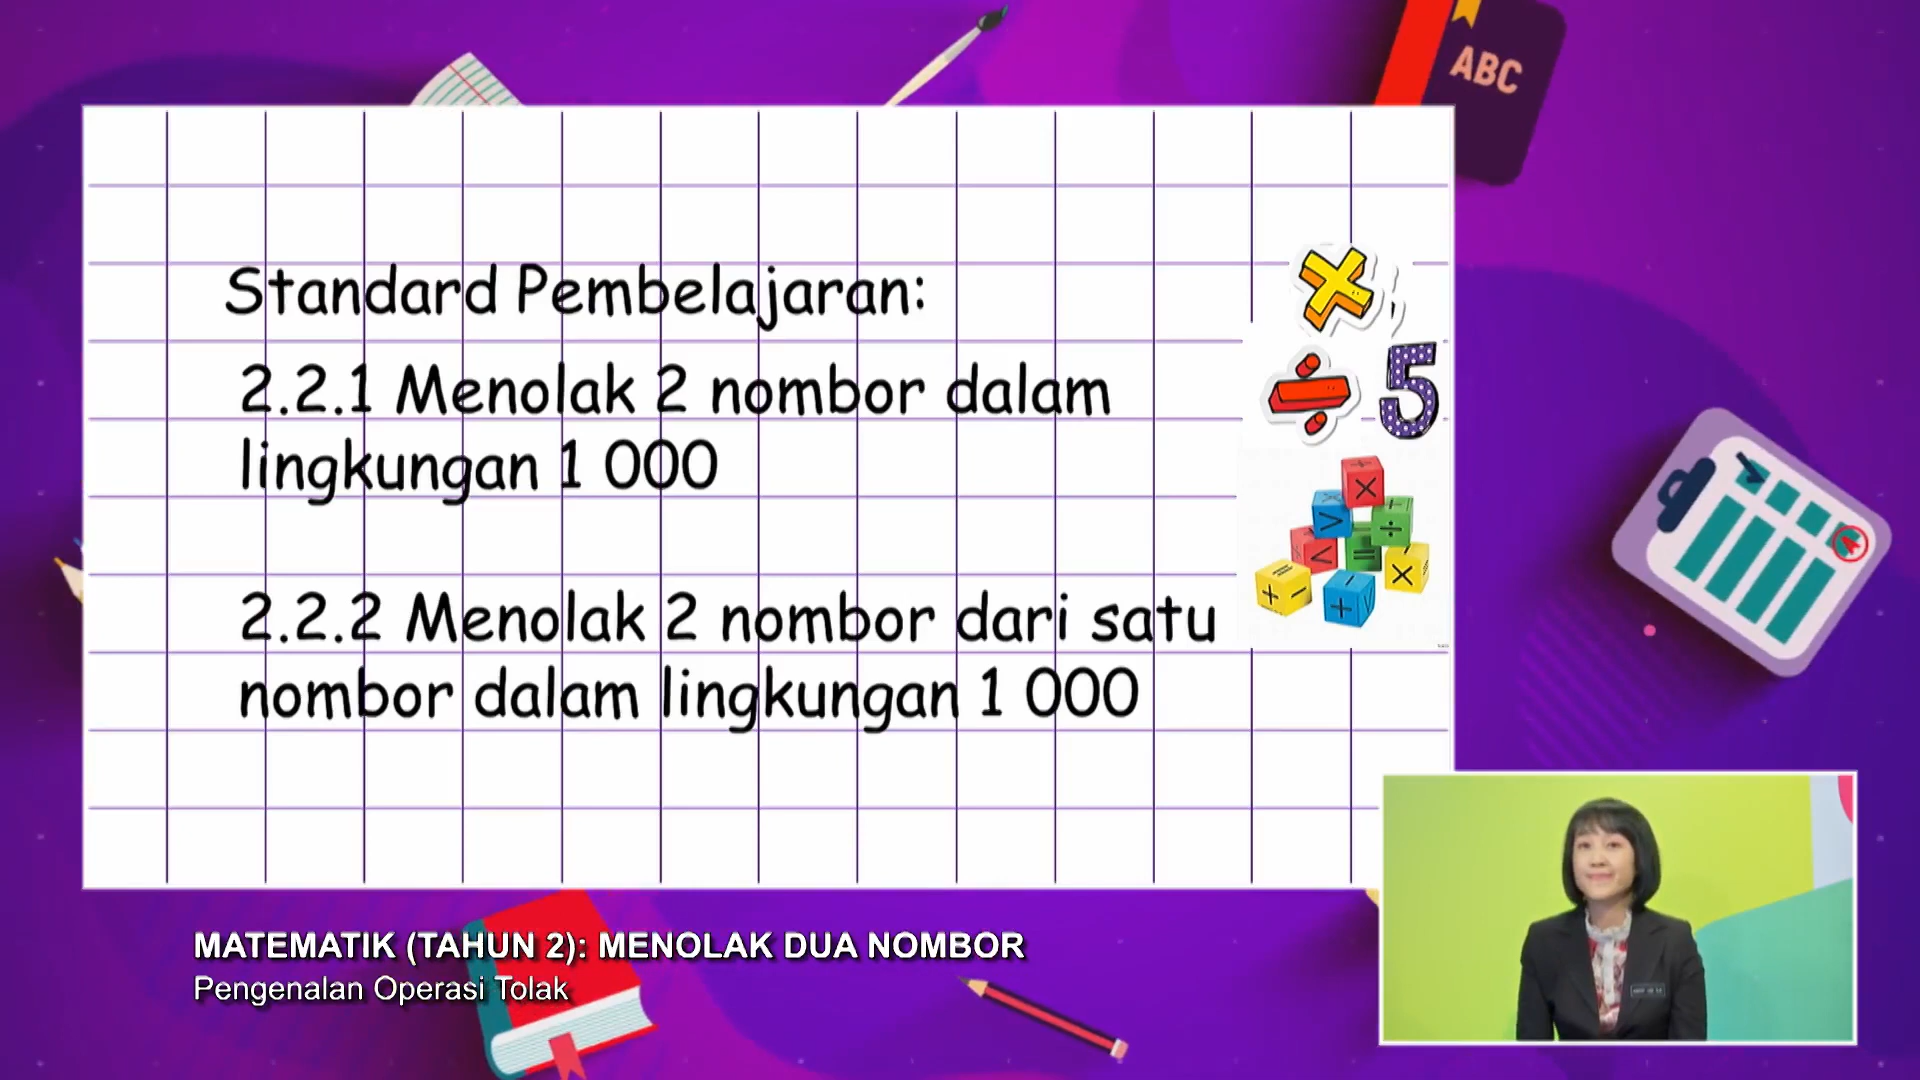 ABC
Standard Pembelajaran:
2.2.1 Menolak 2 nombor dalam
lingkungan 1 000
5
2.2.2 Menolak 2 nombor dari satu
nombor dalam lingkungan 1 000
MATEMATIK (TAHUN 2): MENOLAK DUA NOMBOR
Pengenalan Operasi Tolak